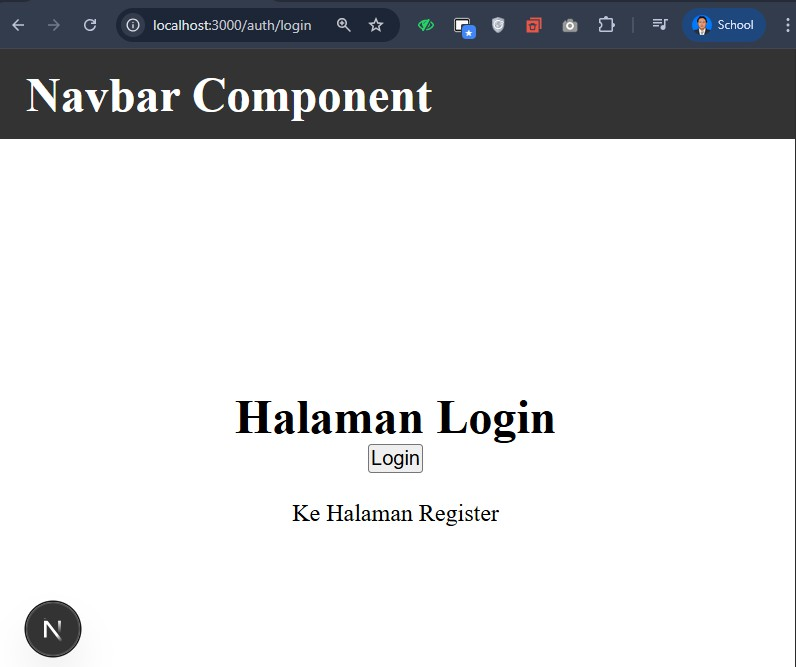 localhost:3000/auth/login
School
Navbar Component
Halaman Login
Login
Ke Halaman Register
N